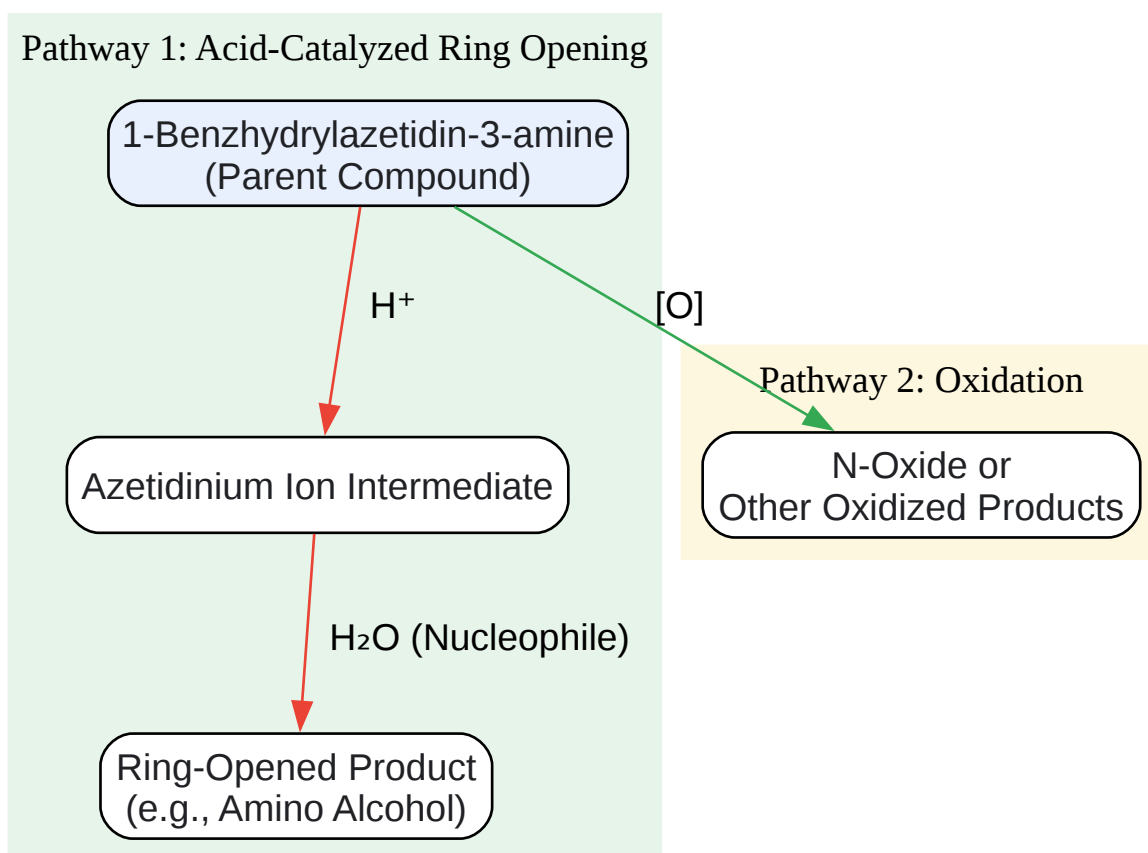 Pathway 1: Acid-Catalyzed Ring Opening
1-Benzhydrylazetidin-3-amine
(Parent Compound)
H⁺
[O]
Pathway 2: Oxidation
Azetidinium Ion Intermediate
N-Oxide or
Other Oxidized Products
H₂O (Nucleophile)
Ring-Opened Product
(e.g., Amino Alcohol)